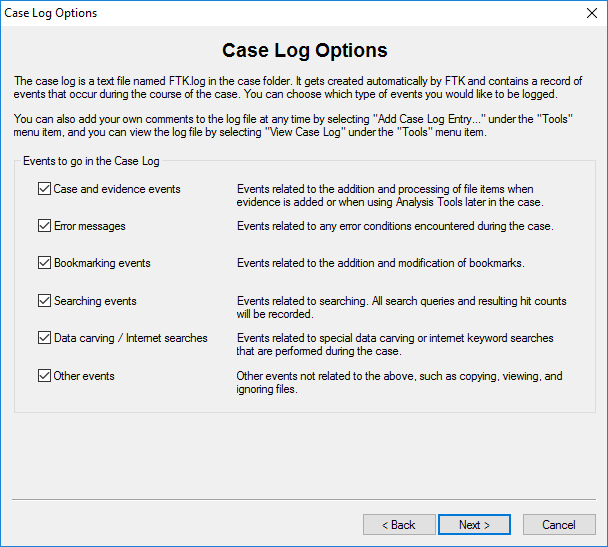 Case Log Options
Case Log Options
The case log is a text file named FTK.log in the case folder. It gets created automatically by FTK and contains a record of
events that occur during the course of the case. You can choose which type of events you would like to be logged.
You can also add your own comments to the log file at any time by selecting "Add Case Log Entry..." under the "Tools"
menu item, and you can view the log file by selecting "View Case Log" under the "Tools" menu item.
Events to go in the Case Log
Case and evidence events
Events related to the addition and processing of file items when
evidence is added or when using Analysis Tools later in the case.
Error messages
Events related to any error conditions encountered during the case.
Bookmarking events
Events related to the addition and modification of bookmarks.
Searching events
Events related to searching. All search queries and resulting hit counts
will be recorded.
Data carving / Internet searches
Events related to special data carving or internet keyword searches
that are performed during the case.
Other events
Other events not related to the above, such as copying, viewing, and
ignoring files.
< Back
Next >
Cancel